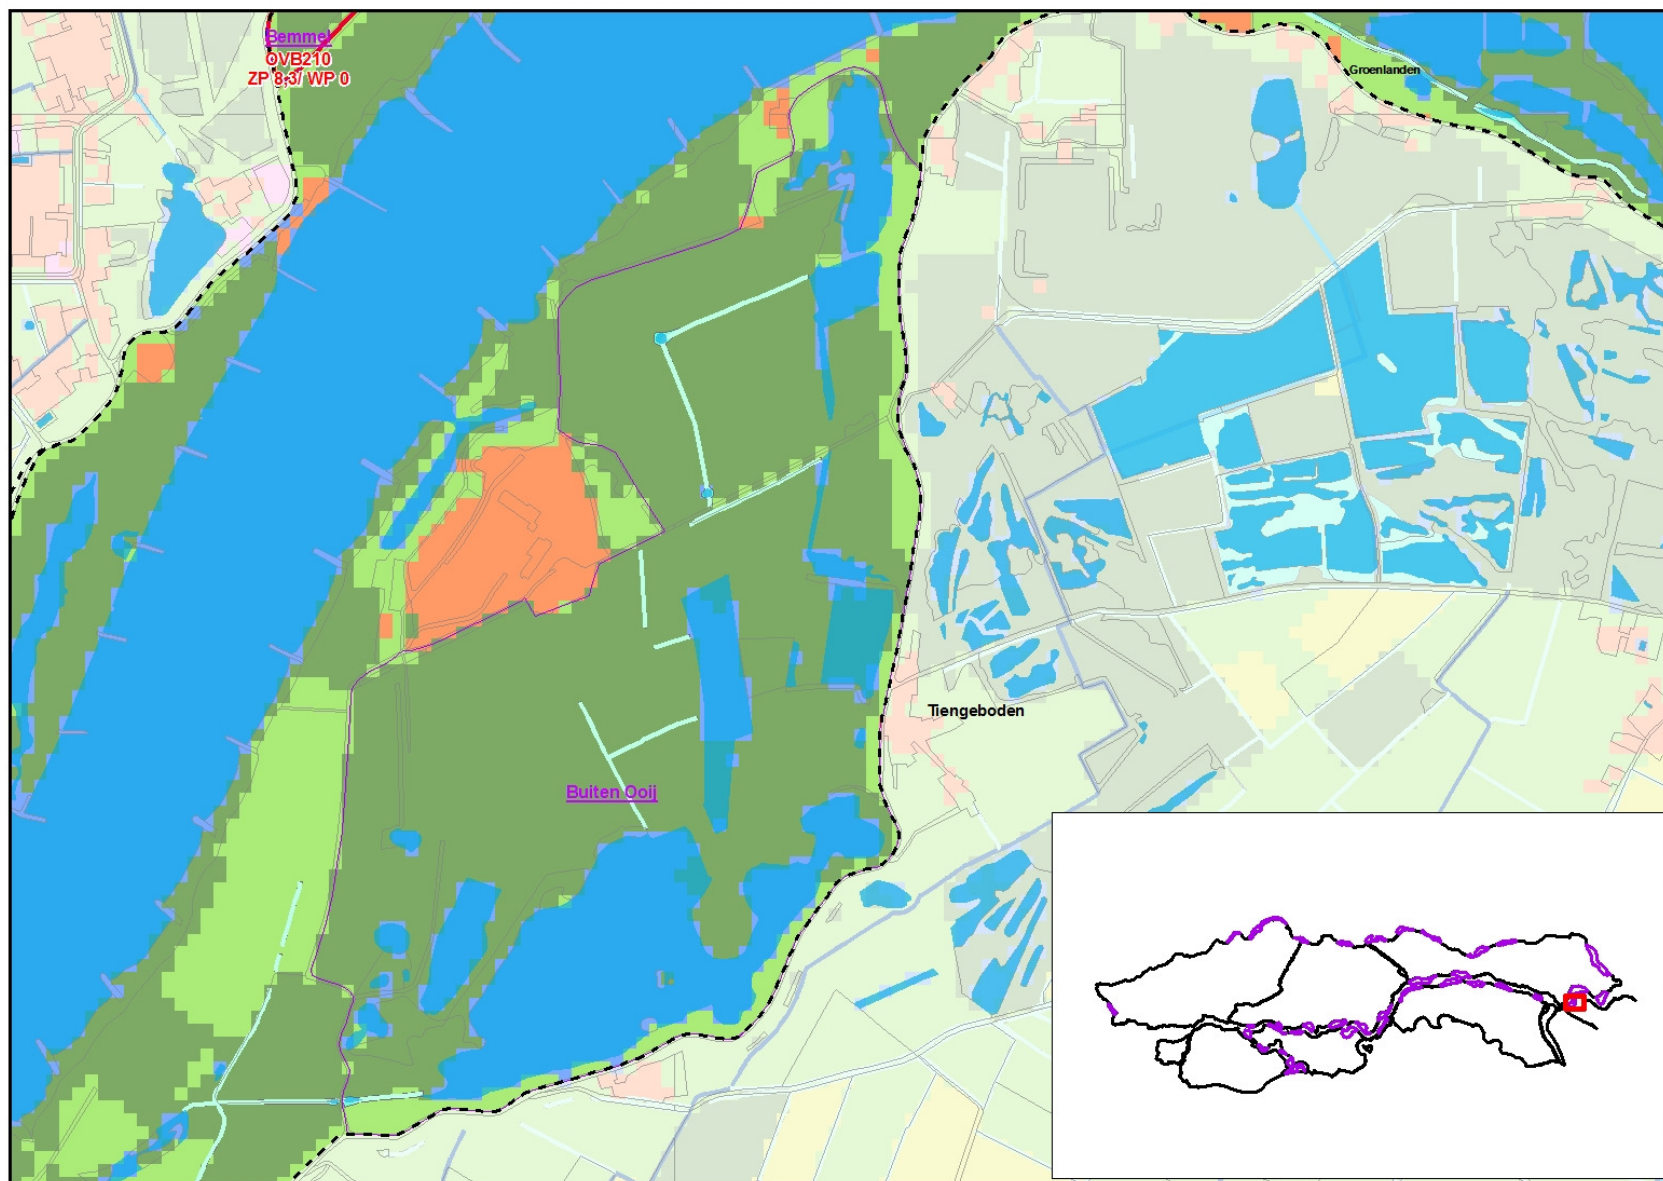 Bemmel
OVB210
ZP 8,3/ WP 0
Groenlanden
Tiengeboden
Buiten Ooij